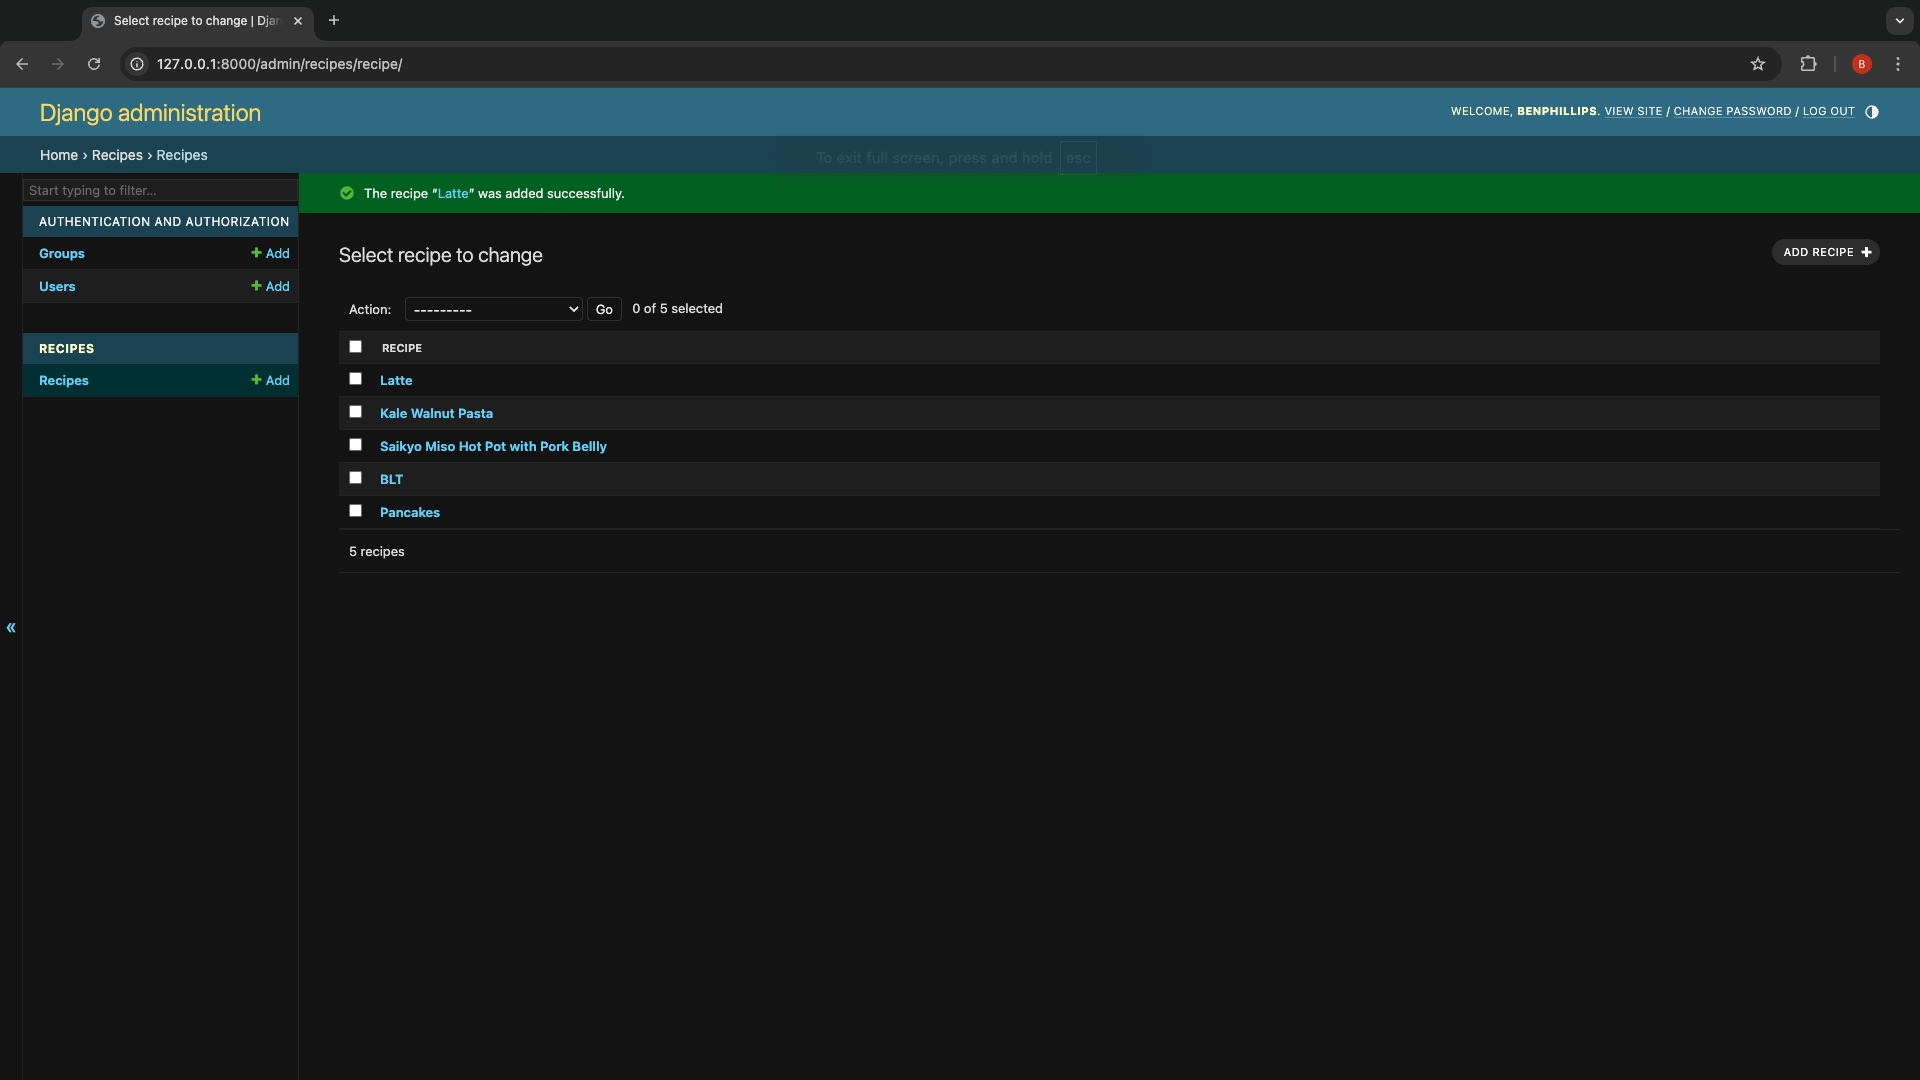 Select recipe to change | Djan
127.0.0.1:8000/admin/recipes/recipe/
B
Django administration
WELCOME, BENPHILLIPS. VIEW SITE / CHANGE PASSWORD / LOG OUT
Home › Recipes › Recipes
To exit full screen, press and hold esc
Start typing to filter...
The recipe “Latte” was added successfully.
AUTHENTICATION AND AUTHORIZATION
Groups + Add
Users + Add
RECIPES
Recipes + Add
«
Select recipe to change
ADD RECIPE +
Action: --------- Go 0 of 5 selected
RECIPE
Latte
Kale Walnut Pasta
Saikyo Miso Hot Pot with Pork Bellly
BLT
Pancakes
5 recipes